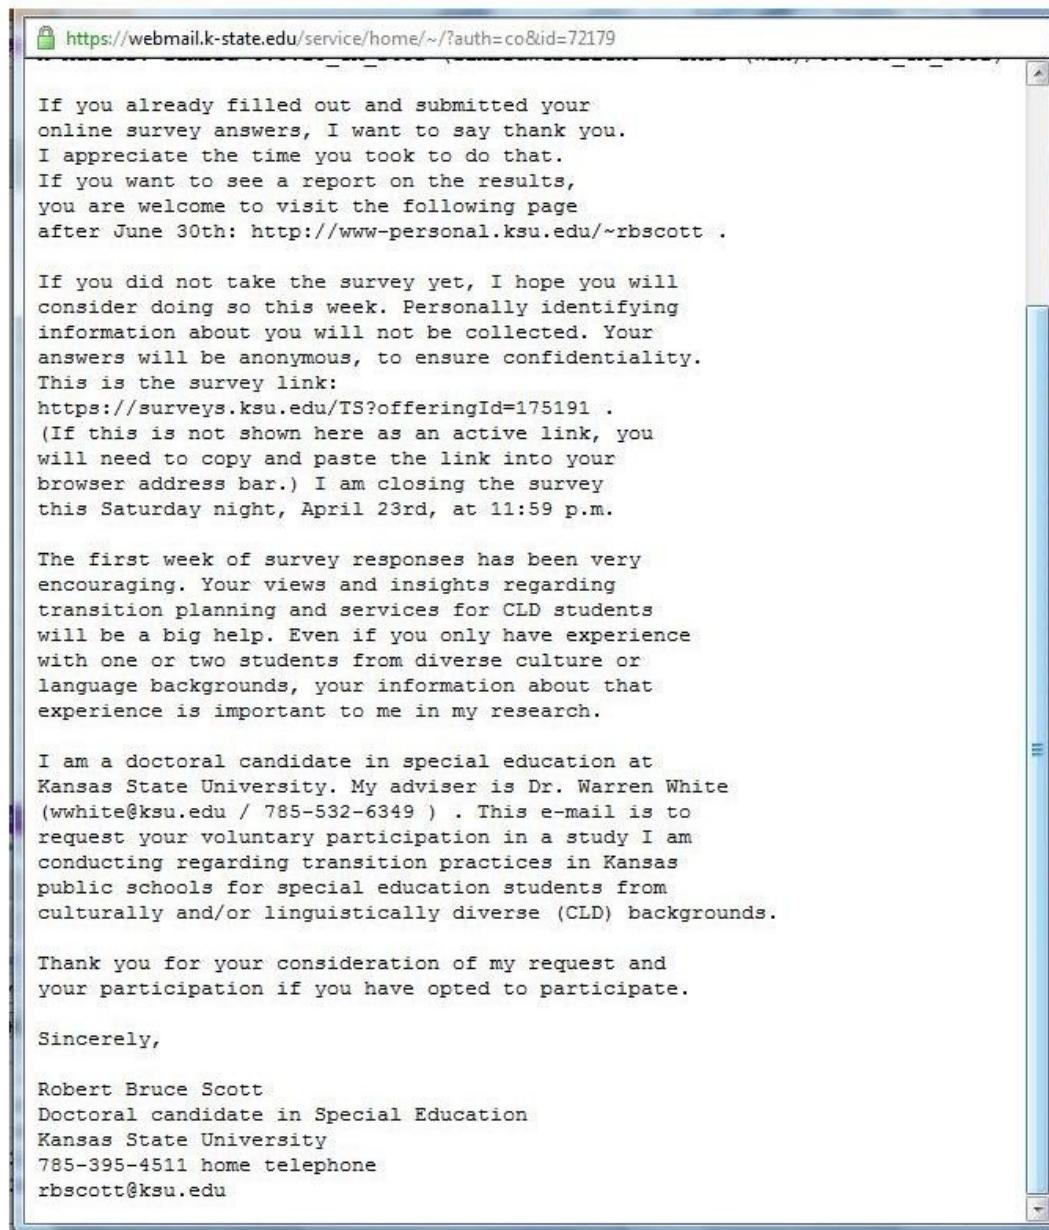 https://webmail.k-state.edu/service/home/~/?auth=co&id=72179
If you already filled out and submitted your
online survey answers, I want to say thank you.
I appreciate the time you took to do that.
If you want to see a report on the results,
you are welcome to visit the following page
after June 30th: http://www-personal.ksu.edu/~rbscott .
If you did not take the survey yet, I hope you will
consider doing so this week. Personally identifying
information about you will not be collected. Your
answers will be anonymous, to ensure confidentiality.
This is the survey link:
https://surveys.ksu.edu/TS?offeringId=175191 .
(If this is not shown here as an active link, you
will need to copy and paste the link into your
browser address bar.) I am closing the survey
this Saturday night, April 23rd, at 11:59 p.m.
The first week of survey responses has been very
encouraging. Your views and insights regarding
transition planning and services for CLD students
will be a big help. Even if you only have experience
with one or two students from diverse culture or
language backgrounds, your information about that
experience is important to me in my research.
I am a doctoral candidate in special education at
Kansas State University. My adviser is Dr. Warren White
(wwhite@ksu.edu / 785-532-6349 ) . This e-mail is to
request your voluntary participation in a study I am
conducting regarding transition practices in Kansas
public schools for special education students from
culturally and/or linguistically diverse (CLD) backgrounds.
Thank you for your consideration of my request and
your participation if you have opted to participate.
Sincerely,
Robert Bruce Scott
Doctoral candidate in Special Education
Kansas State University
785-395-4511 home telephone
rbscott@ksu.edu